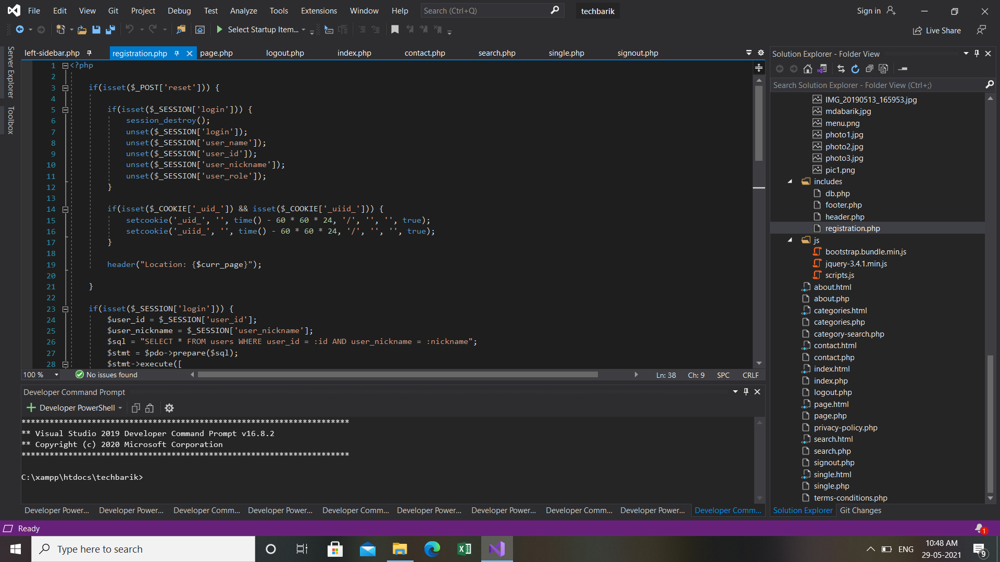 File Edit View Git Project Debug Test Analyze Tools Extensions Window Help Search (Ctrl+Q) techbarik Sign in
Select Startup Item... Live Share
Server Explorer
Toolbox
left-sidebar.php registration.php page.php logout.php index.php contact.php search.php single.php signout.php
1 <?php
2
3 if(isset($_POST['reset'])) {
4
5 if(isset($_SESSION['login'])) {
6 session_destroy();
7 unset($_SESSION['login']);
8 unset($_SESSION['user_name']);
9 unset($_SESSION['user_id']);
10 unset($_SESSION['user_nickname']);
11 unset($_SESSION['user_role']);
12 }
13
14 if(isset($_COOKIE['_uid_']) && isset($_COOKIE['_uiid_'])) {
15 setcookie('_uid_', '', time() - 60 * 60 * 24, '/', '', '', true);
16 setcookie('_uiid_', '', time() - 60 * 60 * 24, '/', '', '', true);
17 }
18
19 header("Location: {$curr_page}");
20
21 }
22
23 if(isset($_SESSION['login'])) {
24 $user_id = $_SESSION['user_id'];
25 $user_nickname = $_SESSION['user_nickname'];
26 $sql = "SELECT * FROM users WHERE user_id = :id AND user_nickname = :nickname";
27 $stmt = $pdo->prepare($sql);
28 $stmt->execute([
100 % No issues found Ln: 38 Ch: 9 SPC CRLF
Developer Command Prompt
Developer PowerShell
**********************************************************************
** Visual Studio 2019 Developer Command Prompt v16.8.2
** Copyright (c) 2020 Microsoft Corporation
**********************************************************************
C:\xampp\htdocs\techbarik>
Developer Power... Developer Power... Developer Comm... Developer Power... Developer Comm... Developer Power... Developer Power... Developer Comm... Developer Power... Developer Comm...
Solution Explorer - Folder View
Search Solution Explorer - Folder View (Ctrl+;)
IMG_20190513_165953.jpg
mdabarik.jpg
menu.png
photo1.jpg
photo2.jpg
photo3.jpg
pic1.png
includes
db.php
footer.php
header.php
registration.php
js
bootstrap.bundle.min.js
jquery-3.4.1.min.js
scripts.js
about.html
about.php
categories.html
categories.php
category-search.php
contact.html
contact.php
index.html
index.php
logout.php
page.html
page.php
privacy-policy.php
search.html
search.php
signout.php
single.html
single.php
terms-conditions.php
Solution Explorer Git Changes
Ready 1
Type here to search ENG 10:48 AM
29-05-2021 9